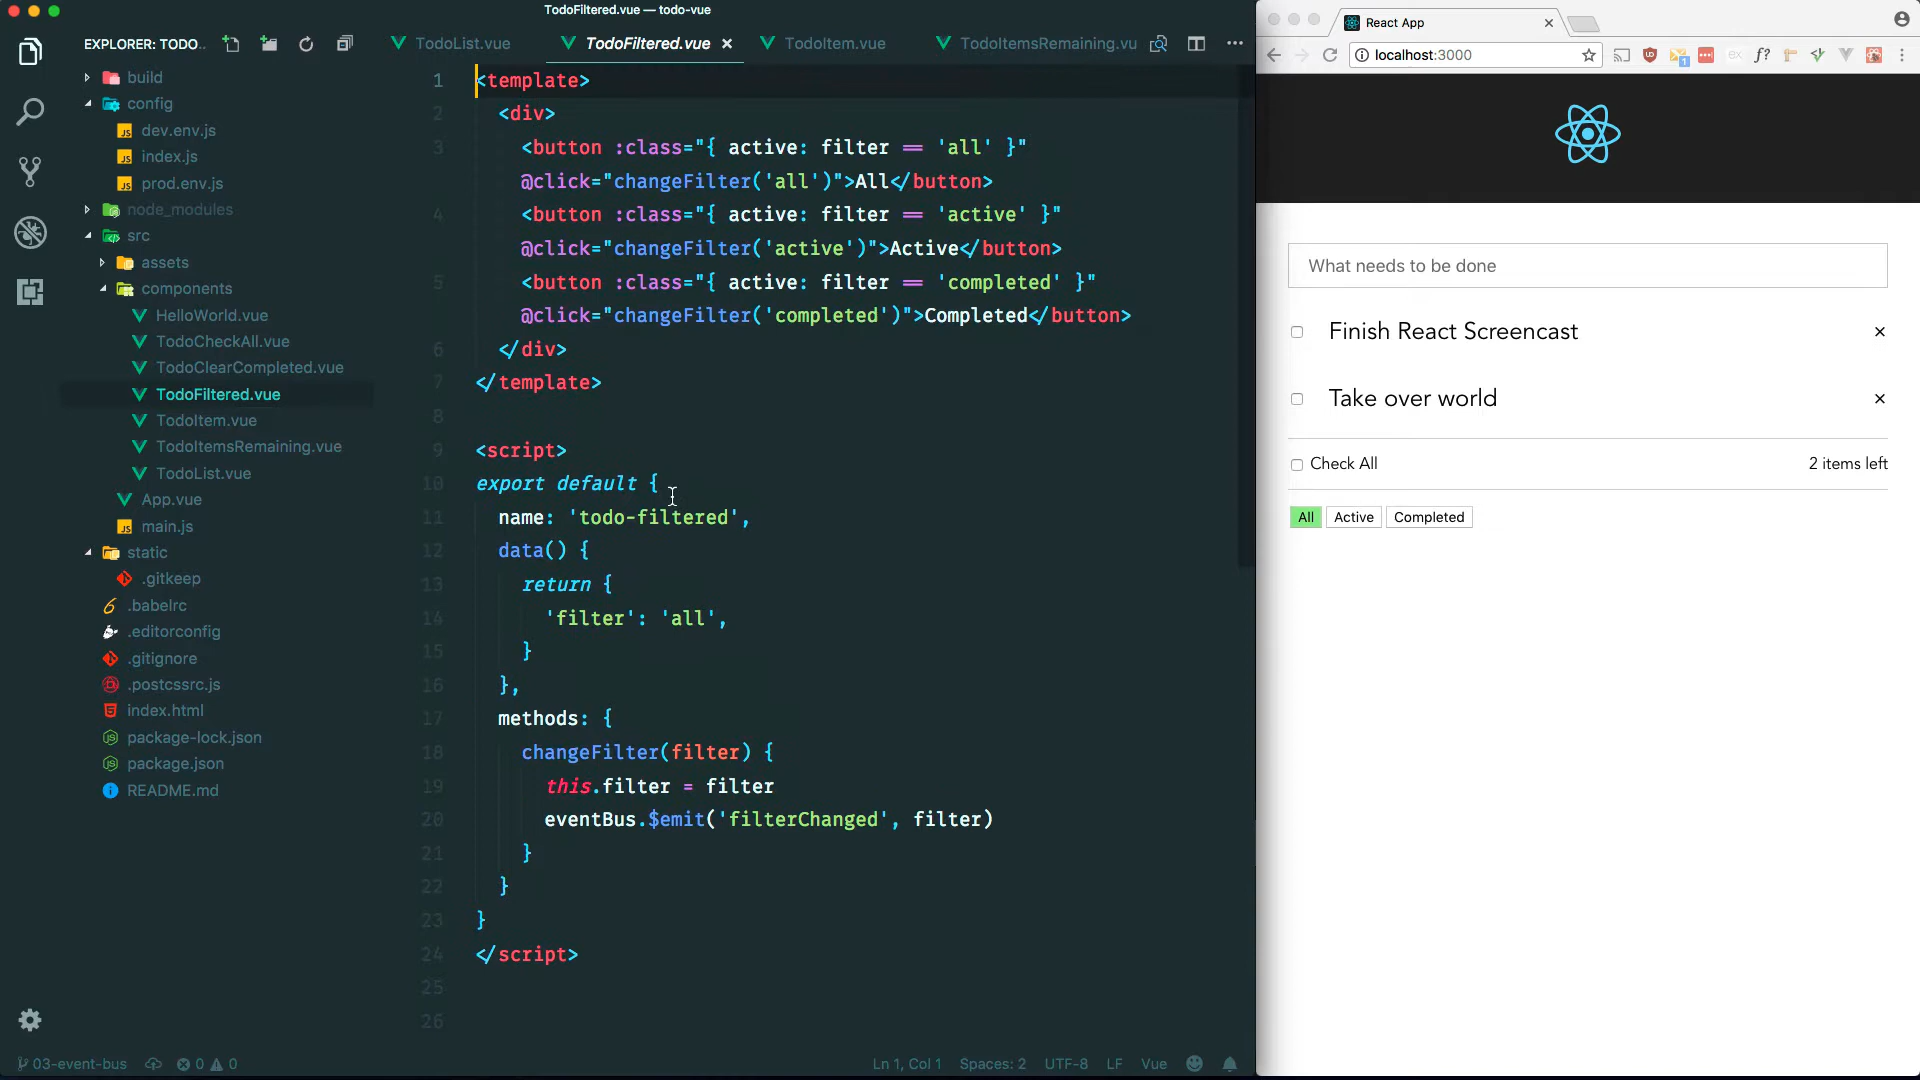 TodoFiltered.vue — todo-vue
EXPLORER: TODO..
TodoList.vue
TodoFiltered.vue ×
TodoItem.vue
TodoItemsRemaining.vu
build
config
dev.env.js
index.js
prod.env.js
node_modules
src
assets
components
HelloWorld.vue
TodoCheckAll.vue
TodoClearCompleted.vue
TodoFiltered.vue
TodoItem.vue
TodoItemsRemaining.vue
TodoList.vue
App.vue
main.js
static
.gitkeep
.babelrc
.editorconfig
.gitignore
.postcssrc.js
index.html
package-lock.json
package.json
README.md
1 <template>
2 <div>
3 <button :class="{ active: filter == 'all' }"
@click="changeFilter('all')">All</button>
4 <button :class="{ active: filter == 'active' }"
@click="changeFilter('active')">Active</button>
5 <button :class="{ active: filter == 'completed' }"
@click="changeFilter('completed')">Completed</button>
6 </div>
7 </template>
8
9 <script>
10 export default {
11 name: 'todo-filtered',
12 data() {
13 return {
14 'filter': 'all',
15 }
16 },
17 methods: {
18 changeFilter(filter) {
19 this.filter = filter
20 eventBus.$emit('filterChanged', filter)
21 }
22 }
23 }
24 </script>
25
26
03-event-bus
0 0
Ln 1, Col 1 Spaces: 2 UTF-8 LF Vue
React App ×
localhost:3000
What needs to be done
Finish React Screencast ×
Take over world ×
Check All 2 items left
All Active Completed